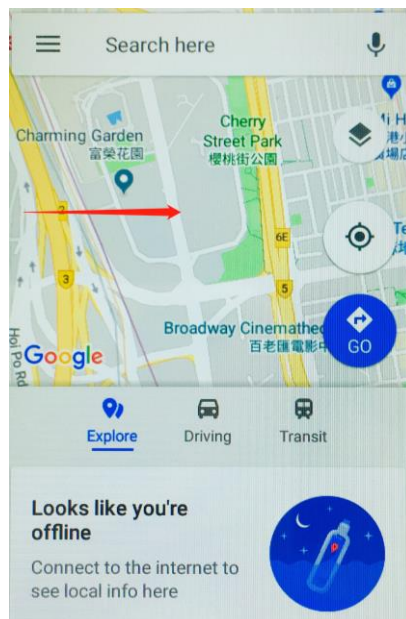 Search here
Charming Garden
富榮花園
Cherry
Street Park
櫻桃街公園
2
3
6E
5
Hoi Po Rd
Broadway Cinematheq
百老匯電影中
Google
GO
Explore
Driving
Transit
Looks like you're
offline
Connect to the internet to
see local info here